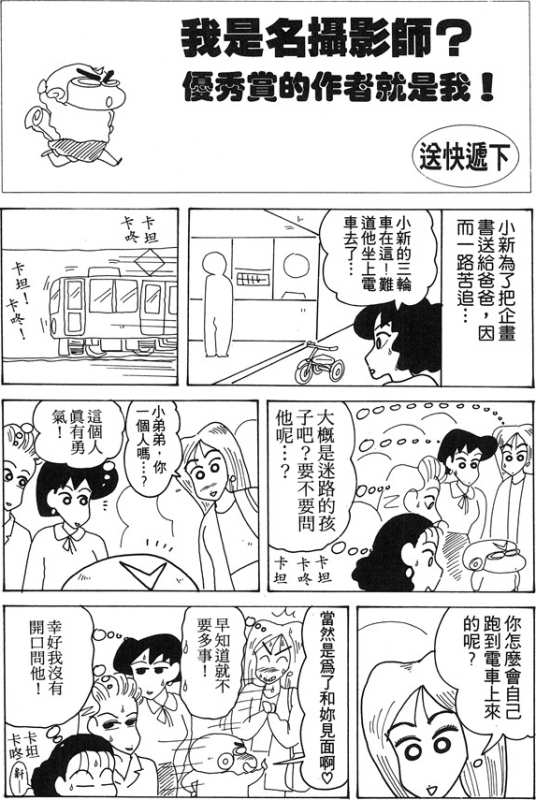 我是名攝影師？
優秀賞的作者就是我！
送快遞下
小新為了把企畫
書送給爸爸，因
而一路苦追…
小新的三輪
車在這！難
道他坐上電
車去了…
卡坦
卡咚
卡坦！
卡咚！
大概是迷路的孩
子吧？要不要問
他呢…？
卡坦
卡咚
卡坦
小弟弟，你
一個人嗎…？
這個人
真有勇
氣！
你怎麼會自己
跑到電車上來
的呢？
當然是為了和妳見面啊♡
早知道就不
要多事！
幸好我沒有
開口問他！
卡坦
卡咚